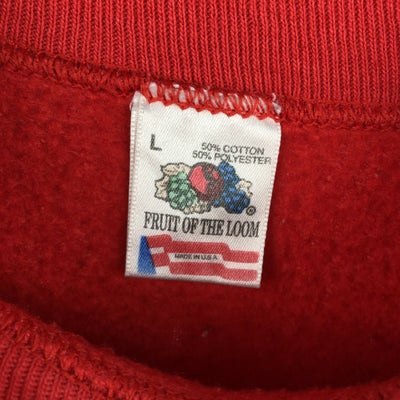 L
50% COTTON
50% POLYESTER
®
FRUIT OF THE LOOM
MADE IN U.S.A.